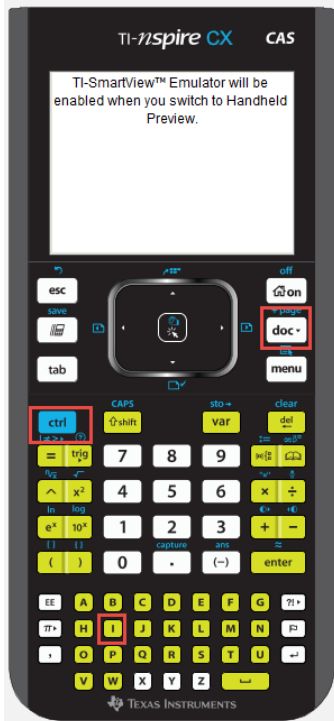 TI-nspire CX CAS
TI-SmartView™ Emulator will be
enabled when you switch to Handheld
Preview.
off
esc
on
save
+ page
doc
tab
menu
CAPS
sto→
clear
ctrl
shift
var
del
= trig 7 8 9
^ x² 4 5 6 × ÷
ln log
eˣ 10ˣ 1 2 3 + −
[] {} capture ans ≈
( ) 0 . (−) enter
EE A B C D E F G ?!
π H I J K L M N
, O P Q R S T U
V W X Y Z
TEXAS INSTRUMENTS